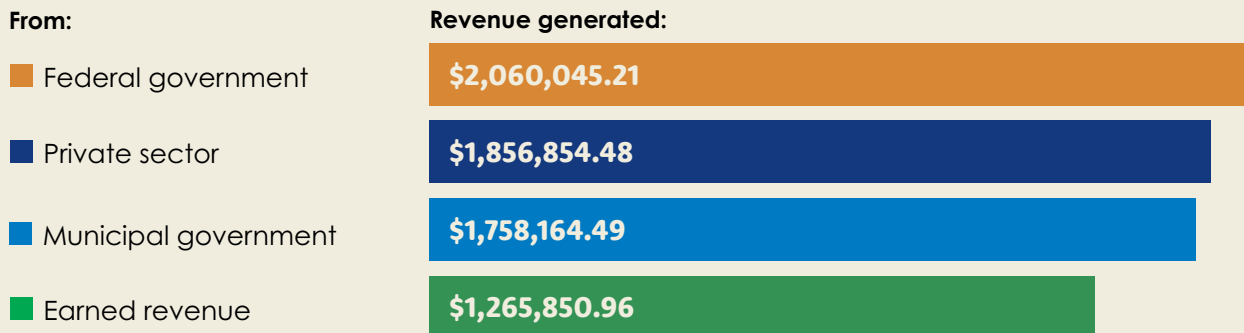 From: Revenue generated:
Federal government $2,060,045.21
Private sector $1,856,854.48
Municipal government $1,758,164.49
Earned revenue $1,265,850.96